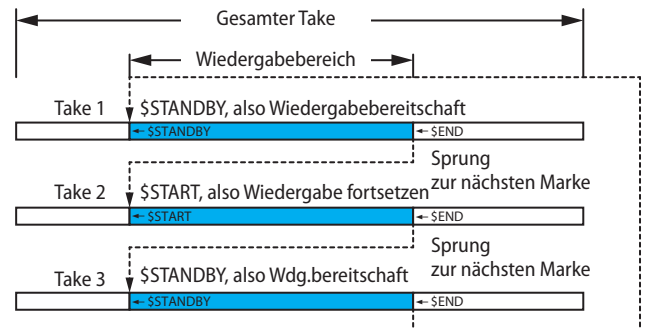 Gesamter Take
Wiedergabebereich
Take 1
$STANDBY, also Wiedergabebereitschaft
$STANDBY
$END
Sprung
zur nächsten Marke
Take 2
$START, also Wiedergabe fortsetzen
$START
$END
Sprung
zur nächsten Marke
Take 3
$STANDBY, also Wdg.bereitschaft
$STANDBY
$END